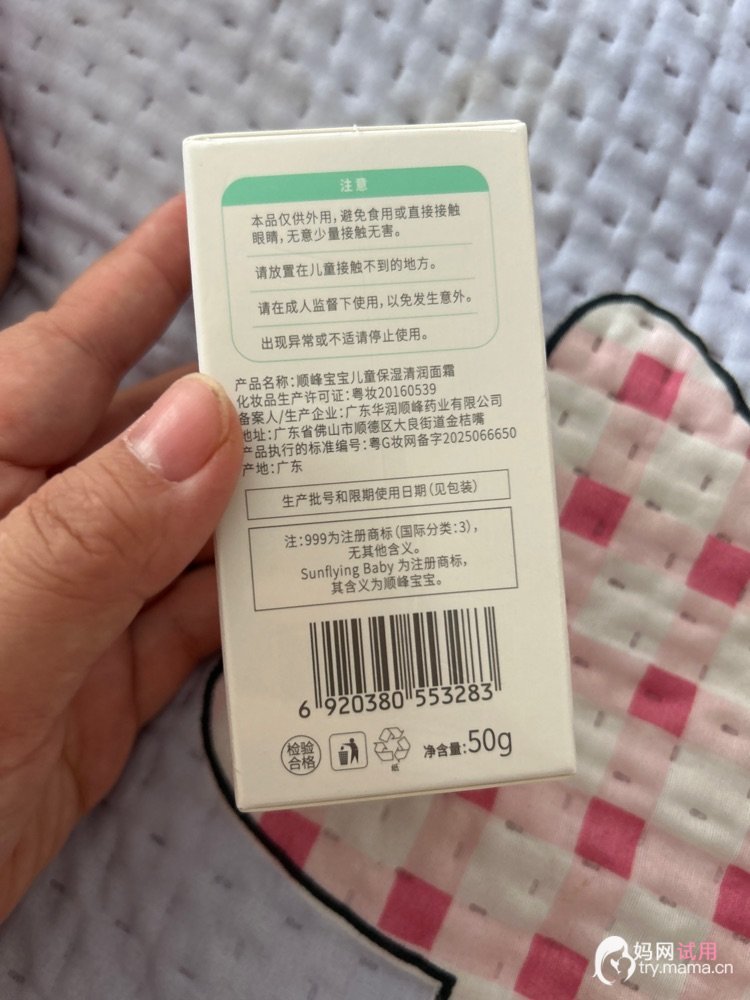 注意
本品仅供外用，避免食用或直接接触
眼睛，无意少量接触无害。
请放置在儿童接触不到的地方。
请在成人监督下使用，以免发生意外。
出现异常或不适请停止使用。
产品名称：顺峰宝宝儿童保湿清润面霜
化妆品生产许可证：粤妆20160539
备案人/生产企业：广东华润顺峰药业有限公司
地址：广东省佛山市顺德区大良街道金桔嘴
产品执行的标准编号：粤G妆网备字2025066650
产地：广东
生产批号和限期使用日期（见包装）
注：999为注册商标（国际分类：3），
无其他含义。
Sunflying Baby 为注册商标，
其含义为顺峰宝宝。
6 920380 553283
检验
合格
纸
净含量：50g
妈网试用
try.mama.cn